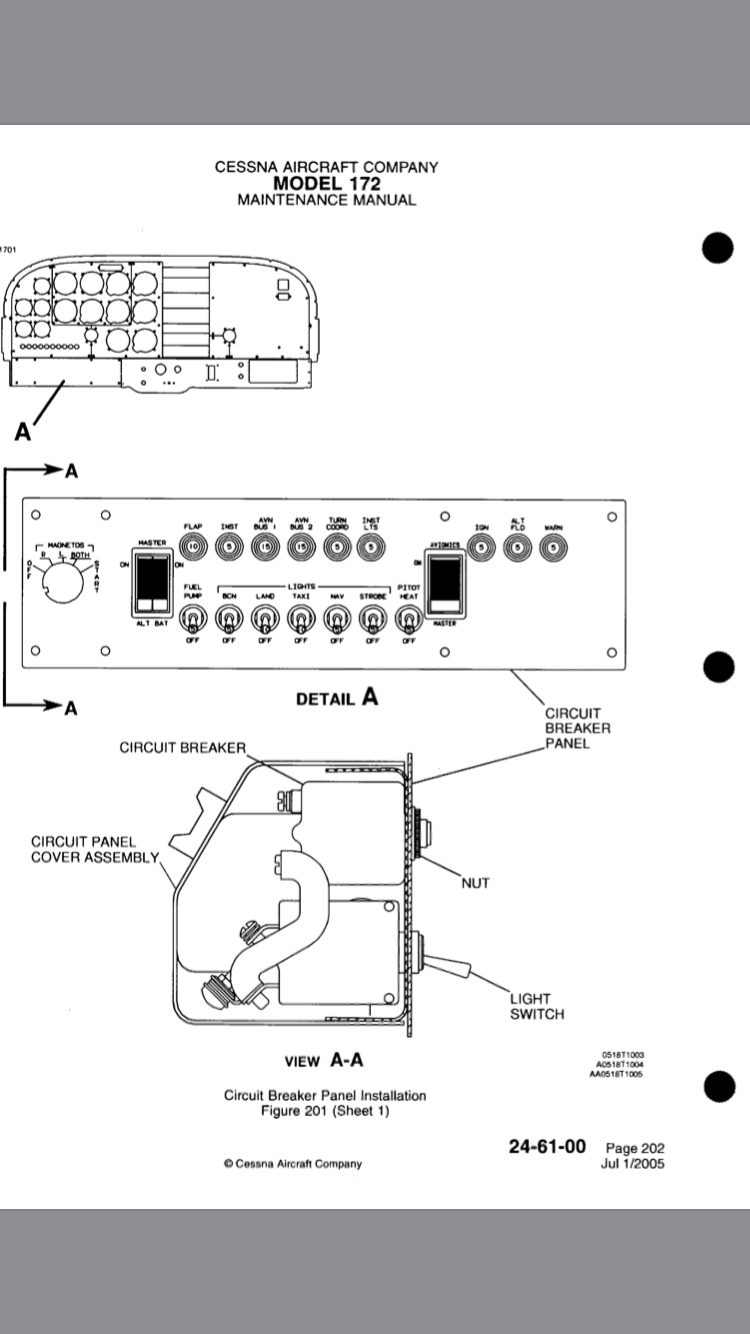 CESSNA AIRCRAFT COMPANY
MODEL 172
MAINTENANCE MANUAL
1701
A
A
MAGNETOS
R L BOTH
OFF
START
MASTER
ON ON
ALT BAT
FLAP INST AVN BUS 1 AVN BUS 2 TURN COORD INST LTS
10 5 15 15 5 5
FUEL PUMP
LIGHTS
BCN LAND TAXI NAV STROBE
PITOT HEAT
OFF OFF OFF OFF OFF OFF OFF
AVIONICS
ON
MASTER
IGN ALT FLD WARN
5 5 5
A
DETAIL A
CIRCUIT
BREAKER
PANEL
CIRCUIT BREAKER
CIRCUIT PANEL
COVER ASSEMBLY
NUT
LIGHT
SWITCH
VIEW A-A
0518T1003
A0518T1004
AA0518T1005
Circuit Breaker Panel Installation
Figure 201 (Sheet 1)
24-61-00 Page 202
© Cessna Aircraft Company Jul 1/2005